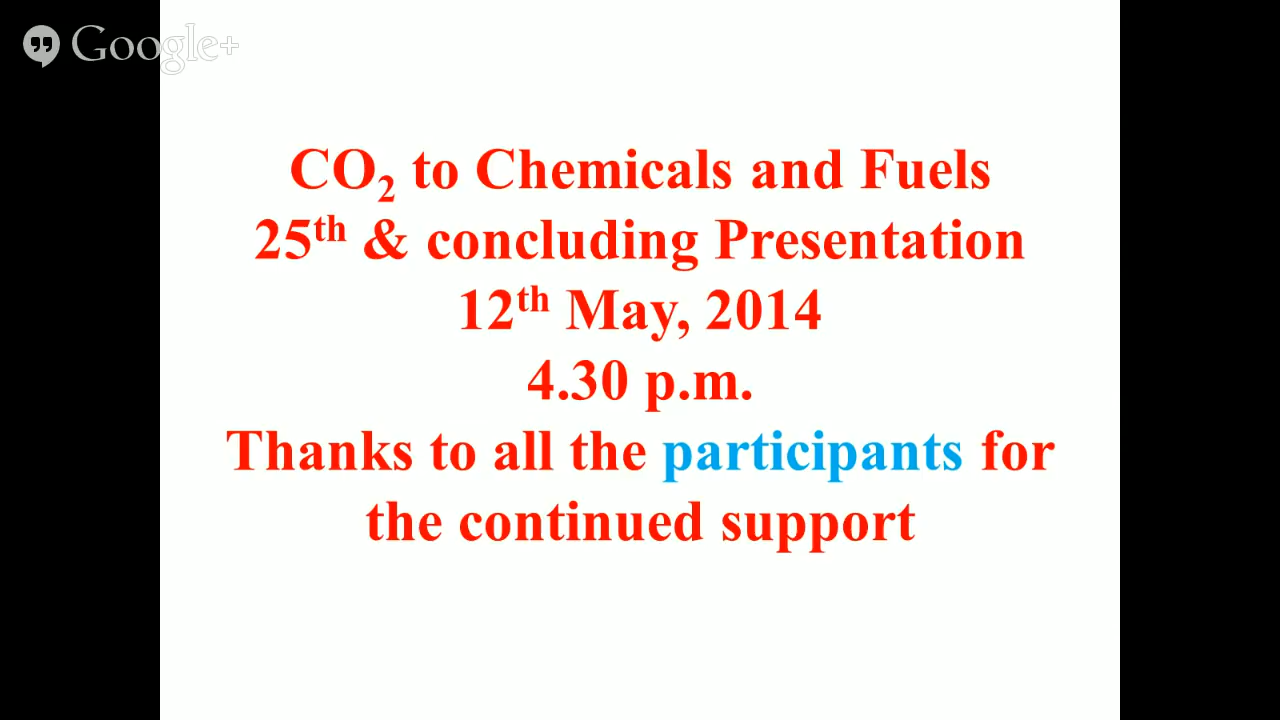 Google+
CO₂ to Chemicals and Fuels
25th & concluding Presentation
12th May, 2014
4.30 p.m.
Thanks to all the participants for
the continued support